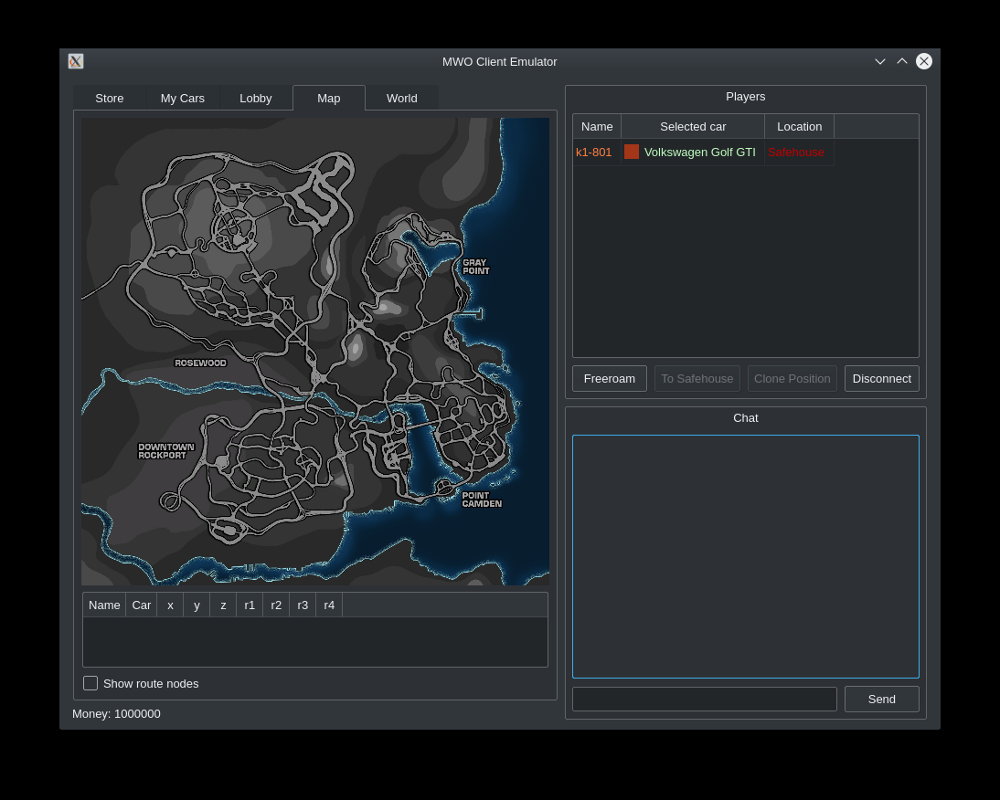 MWO Client Emulator
Store
My Cars
Lobby
Map
World
GRAY
POINT
ROSEWOOD
DOWNTOWN
ROCKPORT
POINT
CAMDEN
Name Car x y z r1 r2 r3 r4
Show route nodes
Money: 1000000
Players
Name Selected car Location
k1-801 Volkswagen Golf GTI Safehouse
Freeroam
To Safehouse
Clone Position
Disconnect
Chat
Send